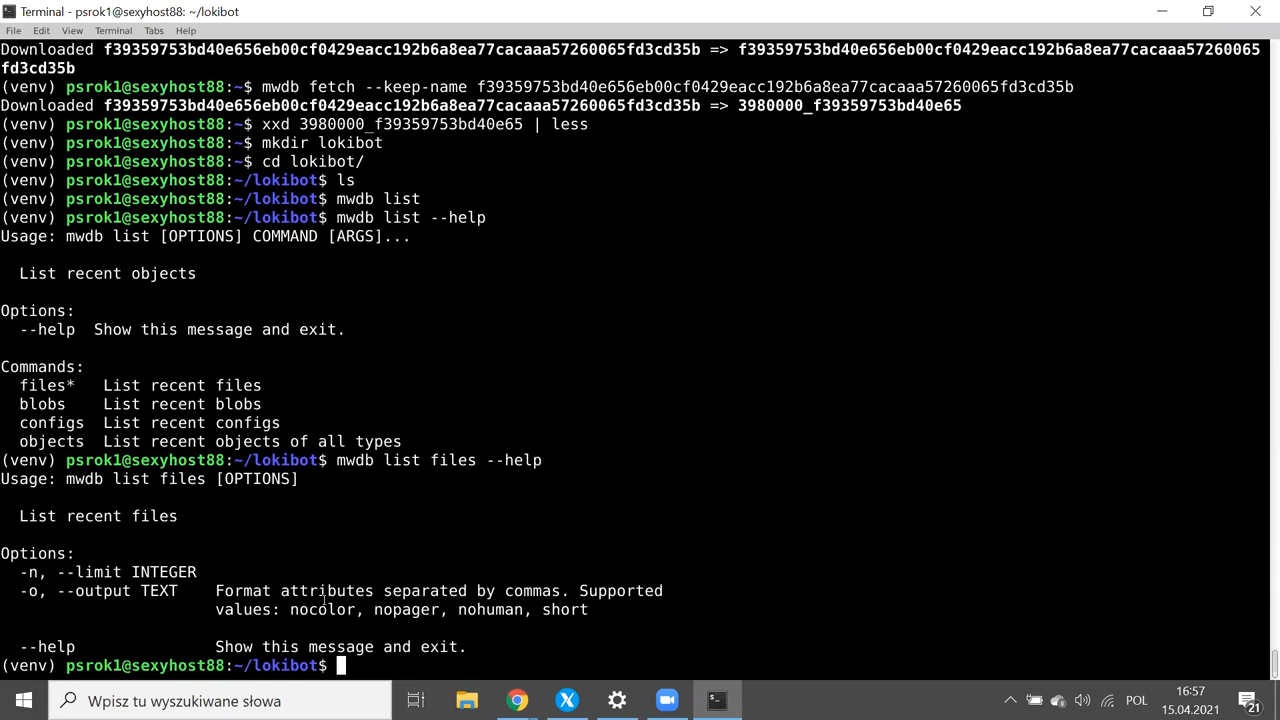 Terminal - psrok1@sexyhost88: ~/lokibot
File Edit View Terminal Tabs Help
Downloaded f39359753bd40e656eb00cf0429eacc192b6a8ea77cacaaa57260065fd3cd35b => f39359753bd40e656eb00cf0429eacc192b6a8ea77cacaaa57260065
fd3cd35b
(venv) psrok1@sexyhost88:~$ mwdb fetch --keep-name f39359753bd40e656eb00cf0429eacc192b6a8ea77cacaaa57260065fd3cd35b
Downloaded f39359753bd40e656eb00cf0429eacc192b6a8ea77cacaaa57260065fd3cd35b => 3980000_f39359753bd40e65
(venv) psrok1@sexyhost88:~$ xxd 3980000_f39359753bd40e65 | less
(venv) psrok1@sexyhost88:~$ mkdir lokibot
(venv) psrok1@sexyhost88:~$ cd lokibot/
(venv) psrok1@sexyhost88:~/lokibot$ ls
(venv) psrok1@sexyhost88:~/lokibot$ mwdb list
(venv) psrok1@sexyhost88:~/lokibot$ mwdb list --help
Usage: mwdb list [OPTIONS] COMMAND [ARGS]...
List recent objects
Options:
--help Show this message and exit.
Commands:
files* List recent files
blobs List recent blobs
configs List recent configs
objects List recent objects of all types
(venv) psrok1@sexyhost88:~/lokibot$ mwdb list files --help
Usage: mwdb list files [OPTIONS]
List recent files
Options:
-n, --limit INTEGER
-o, --output TEXT Format attributes separated by commas. Supported
values: nocolor, nopager, nohuman, short
--help Show this message and exit.
(venv) psrok1@sexyhost88:~/lokibot$
Wpisz tu wyszukiwane słowa
POL
16:57
15.04.2021
21